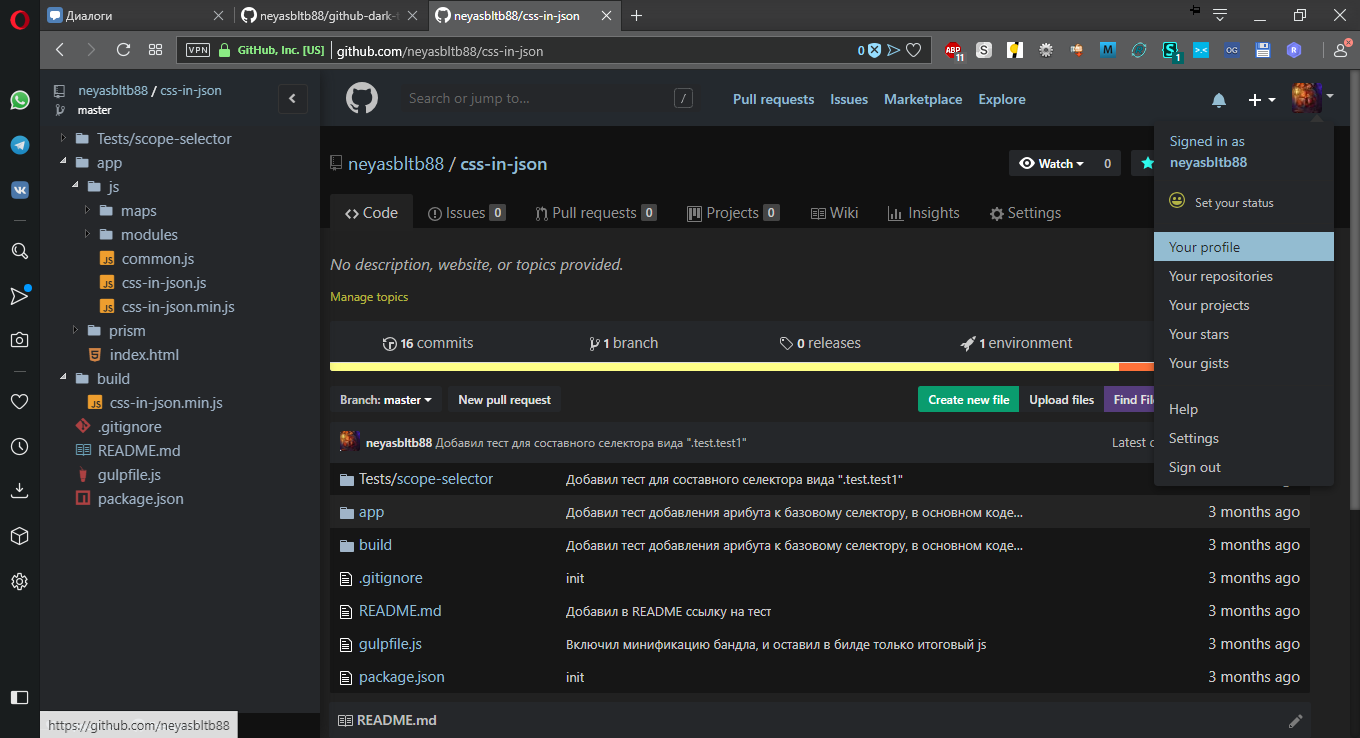 Диалоги
neyasbltb88/github-dark-t
neyasbltb88/css-in-json
VPN
GitHub, Inc. [US]
github.com/neyasbltb88/css-in-json
0
ABP
11
S
M
S
1
>.<
OG
R
neyasbltb88 / css-in-json
master
Tests/scope-selector
app
js
maps
modules
JS common.js
JS css-in-json.js
JS css-in-json.min.js
prism
index.html
build
JS css-in-json.min.js
.gitignore
README.md
gulpfile.js
package.json
Search or jump to...
/
Pull requests
Issues
Marketplace
Explore
neyasbltb88 / css-in-json
Watch
0
Code
Issues 0
Pull requests 0
Projects 0
Wiki
Insights
Settings
No description, website, or topics provided.
Manage topics
16 commits
1 branch
0 releases
1 environment
Branch: master
New pull request
Create new file
Upload files
Find File
neyasbltb88 Добавил тест для составного селектора вида ".test.test1"
Latest c
Tests/scope-selector
Добавил тест для составного селектора вида ".test.test1"
app
Добавил тест добавления арибута к базовому селектору, в основном коде...
3 months ago
build
Добавил тест добавления арибута к базовому селектору, в основном коде...
3 months ago
.gitignore
init
3 months ago
README.md
Добавил в README ссылку на тест
3 months ago
gulpfile.js
Включил минификацию бандла, и оставил в билде только итоговый js
3 months ago
package.json
init
3 months ago
README.md
Signed in as
neyasbltb88
Set your status
Your profile
Your repositories
Your projects
Your stars
Your gists
Help
Settings
Sign out
https://github.com/neyasbltb88